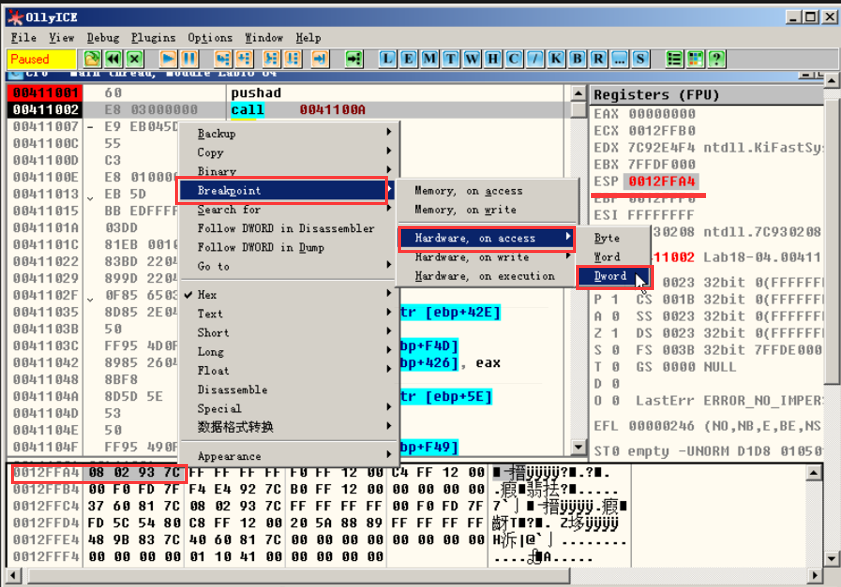 OllyICE
File View Debug Plugins Options Window Help
Paused
L E M T W H C / K B R ... S
main thread, module Lab18-04
00411001 60 pushad
00411002 E8 03000000 call 0041100A
00411007 - E9 EB045D
0041100C 55
0041100D C3
0041100E E8 010000
00411013 EB 5D
00411015 BB EDFFFF
0041101A 03DD
0041101C 81EB 0010
00411022 83BD 2204
00411029 899D 2204
0041102F 0F85 6503
00411035 8D85 2E04 tr [ebp+42E]
0041103B 50
0041103C FF95 4D0F bp+F4D]
00411042 8985 2604 bp+426], eax
00411048 8BF8
0041104A 8D5D 5E tr [ebp+5E]
0041104D 53
0041104E 50
0041104F FF95 490F bp+F49]
Backup
Copy
Binary
Breakpoint
Search for
Follow DWORD in Disassembler
Follow DWORD in Dump
Go to
Hex
Text
Short
Long
Float
Disassemble
Special
数据格式转换
Appearance
Memory, on access
Memory, on write
Hardware, on access
Hardware, on write
Hardware, on execution
Byte
Word
Dword
Registers (FPU)
EAX 00000000
ECX 0012FFB0
EDX 7C92E4F4 ntdll.KiFastSy
EBX 7FFDF000
ESP 0012FFA4
EBP 0012FFF0
ESI FFFFFFFF
930208 ntdll.7C930208
411002 Lab18-04.00411
0023 32bit 0(FFFFFF
P 1 CS 001B 32bit 0(FFFFFF
A 0 SS 0023 32bit 0(FFFFFF
Z 1 DS 0023 32bit 0(FFFFFF
S 0 FS 003B 32bit 7FFDE000
T 0 GS 0000 NULL
D 0
O 0 LastErr ERROR_NO_IMPER
EFL 00000246 (NO,NB,E,BE,NS
ST0 empty -UNORM D1D8 01050
0012FFA4 08 02 93 7C FF FF FF FF F0 FF 12 00 C4 FF 12 00
0012FFB4 00 F0 FD 7F F4 E4 92 7C B0 FF 12 00 00 00 00 00
0012FFC4 37 60 81 7C 08 02 93 7C FF FF FF FF 00 F0 FD 7F
0012FFD4 FD 5C 54 80 C8 FF 12 00 20 5A 88 89 FF FF FF FF
0012FFE4 48 9B 83 7C 40 60 81 7C 00 00 00 00 00 00 00 00
0012FFF4 00 00 00 00 01 10 41 00 00 00 00 00